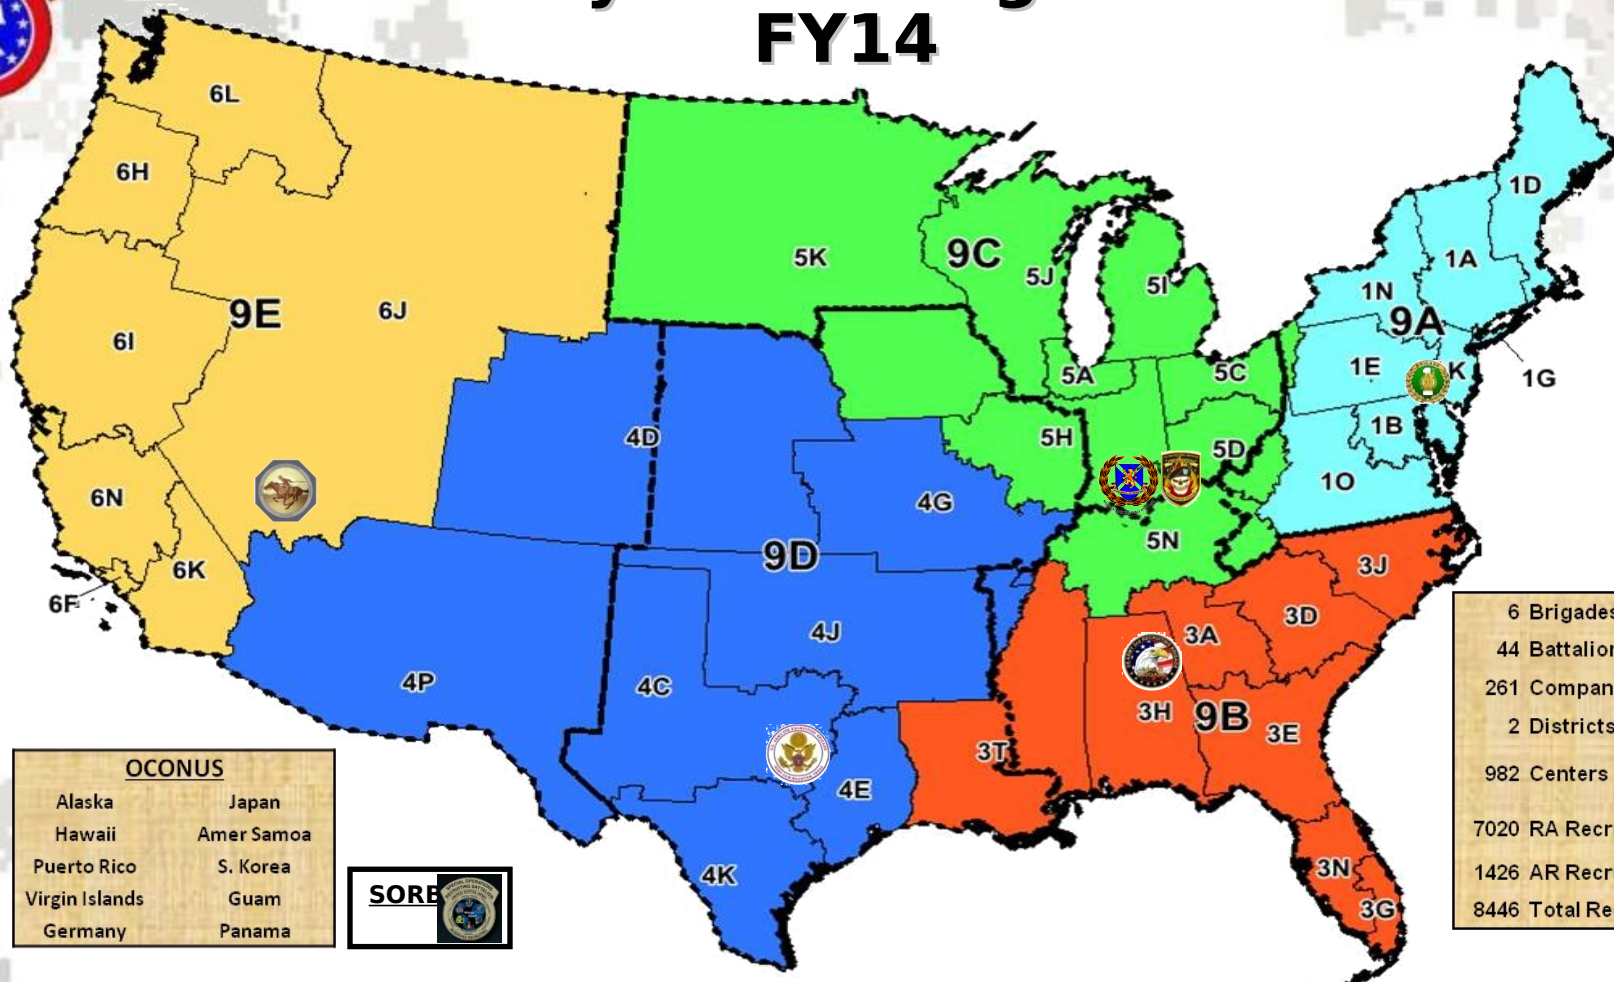 FY14
6L
6H
1D
5K
9C
5J
5I
1A
1N
9E
6J
9A
6I
1E
K
1G
5A
5C
1B
4D
5H
5D
6N
4G
1O
9D
5N
6K
3J
6F
4J
3A
3D
4P
4C
3H
9B
3E
3T
4E
4K
3N
3G
6 Brigades
44 Battalion
261 Compan
2 Districts
982 Centers
7020 RA Recr
1426 AR Recr
8446 Total Re
OCONUS
Alaska Japan
Hawaii Amer Samoa
Puerto Rico S. Korea
Virgin Islands Guam
Germany Panama
SORB